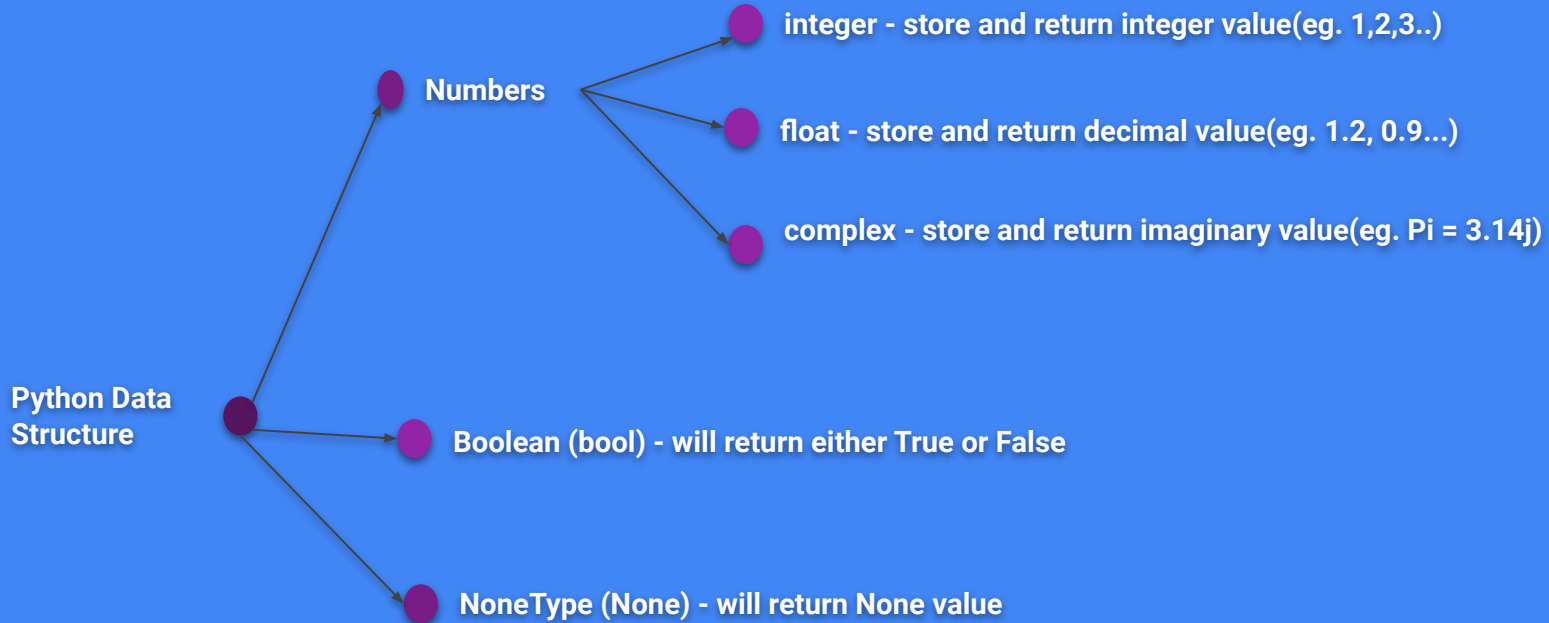 integer - store and return integer value(eg. 1,2,3..)
Numbers
float - store and return decimal value(eg. 1.2, 0.9...)
complex - store and return imaginary value(eg. Pi = 3.14j)
Python Data
Structure
Boolean (bool) - will return either True or False
NoneType (None) - will return None value